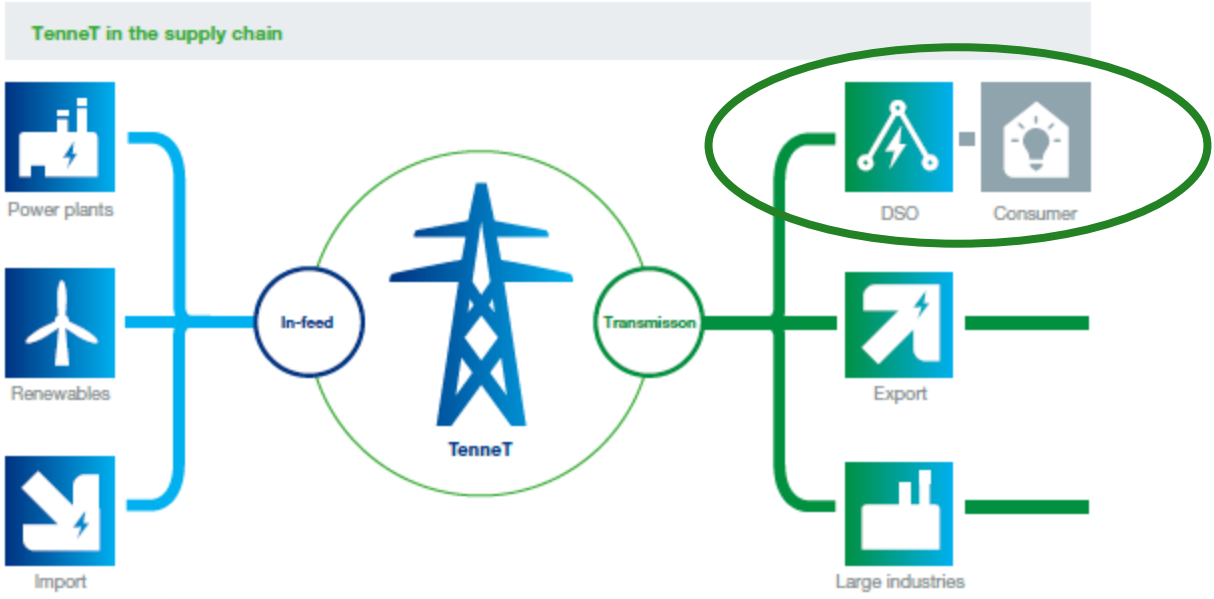 TenneT in the supply chain
Power plants
DSO
Consumer
In-feed
Transmisson
Renewables
Export
TenneT
Import
Large industries